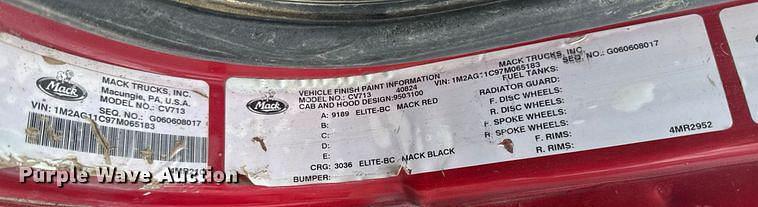 Mack
MACK TRUCKS, INC.
Macungie, PA, U.S.A.
MODEL NO.: CV713
SEQ. NO.: G060608017
VIN: 1M2AG11C97M065183
Mack
VEHICLE FINISH PAINT INFORMATION
MODEL NO.: CV713 40824
CAB AND HOOD DESIGN:9503100
A: 9189 ELITE-BC MACK RED
B:
C:
D:
E:
CRG: 3036 ELITE-BC MACK BLACK
BUMPER:
MACK TRUCKS, INC.
VIN: 1M2AG11C97M065183 SEQ. NO.: G060608017
FUEL TANKS:
RADIATOR GUARD:
F. DISC WHEELS:
R. DISC WHEELS:
F. SPOKE WHEELS:
R. SPOKE WHEELS:
F. RIMS:
R. RIMS:
4MR2952
Purple Wave Auction